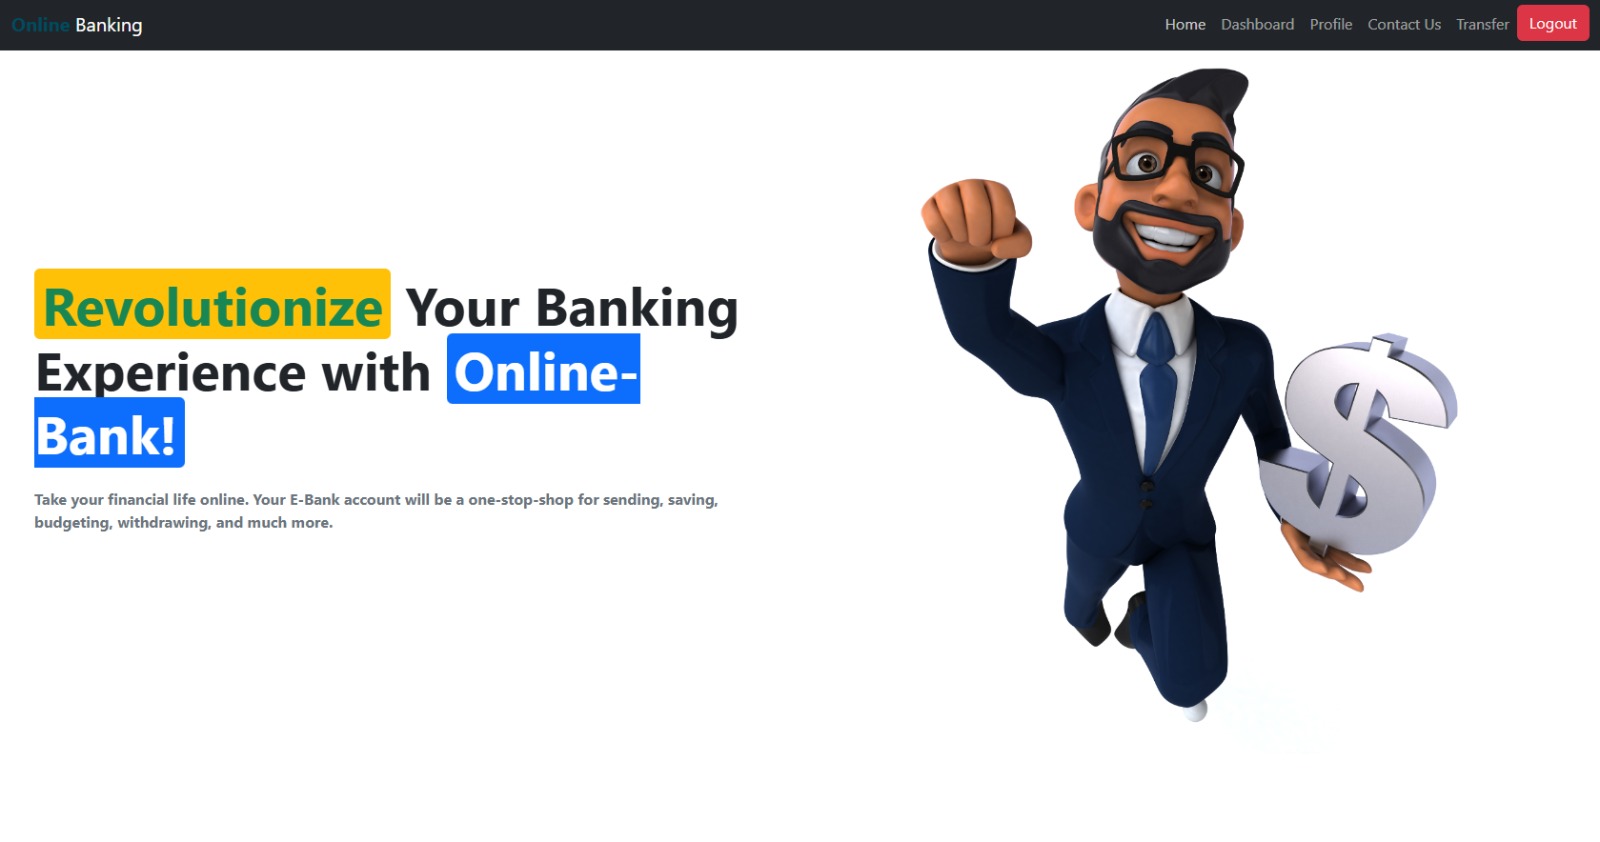 Online Banking
Home Dashboard Profile Contact Us Transfer Logout
Revolutionize Your Banking
Experience with Online-
Bank!
Take your financial life online. Your E-Bank account will be a one-stop-shop for sending, saving,
budgeting, withdrawing, and much more.